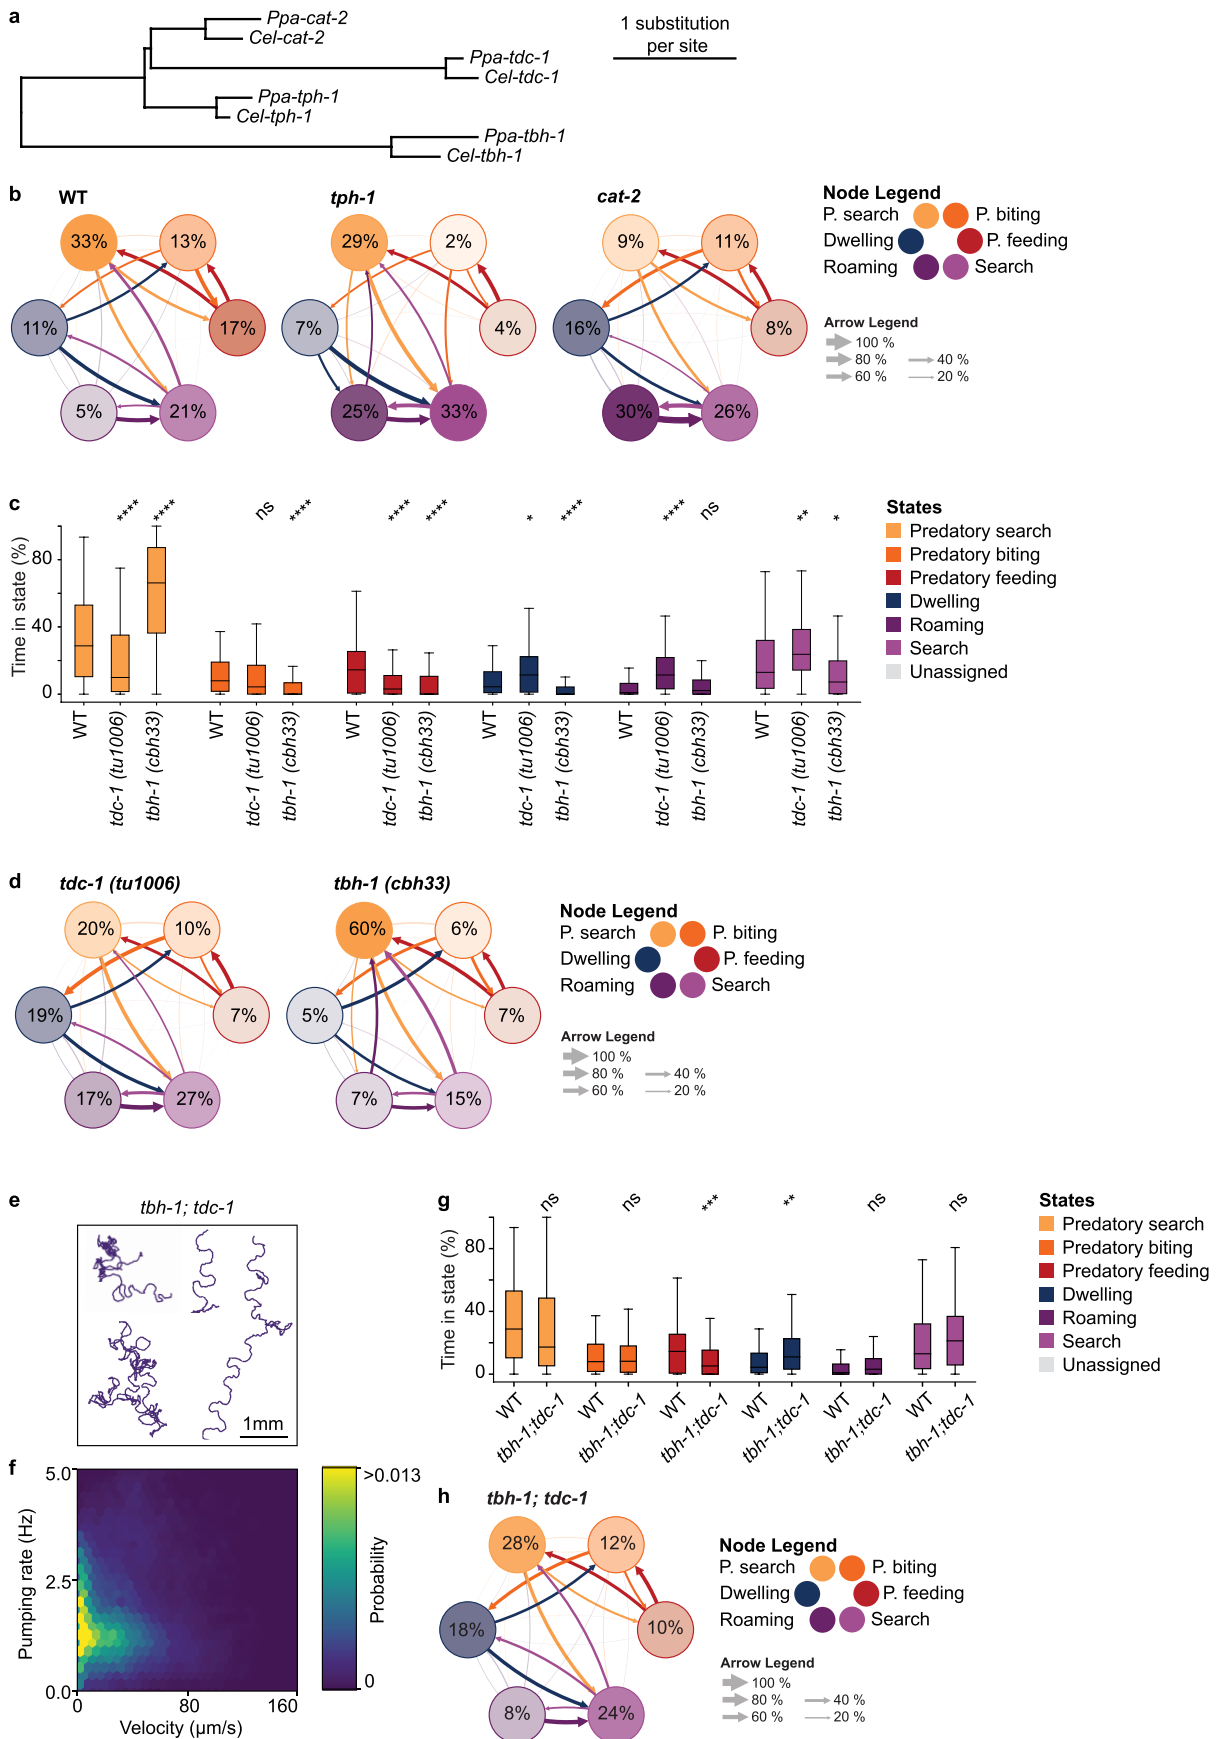 a
Ppa-cat-2
Cel-cat-2
Ppa-tdc-1
Cel-tdc-1
Ppa-tph-1
Cel-tph-1
Ppa-tbh-1
Cel-tbh-1
1 substitution
per site
b
WT
33%
13%
11%
17%
5%
21%
tph-1
29%
2%
7%
4%
25%
33%
cat-2
9%
11%
16%
8%
30%
26%
Node Legend
P. search
P. biting
Dwelling
P. feeding
Roaming
Search
Arrow Legend
100 %
80 %
40 %
60 %
20 %
c
**** ****
ns ****
**** ****
* ****
**** ns
** *
Time in state (%)
80
40
0
WT
tdc-1 (tu1006)
tbh-1 (cbh33)
WT
tdc-1 (tu1006)
tbh-1 (cbh33)
WT
tdc-1 (tu1006)
tbh-1 (cbh33)
WT
tdc-1 (tu1006)
tbh-1 (cbh33)
WT
tdc-1 (tu1006)
tbh-1 (cbh33)
WT
tdc-1 (tu1006)
tbh-1 (cbh33)
States
Predatory search
Predatory biting
Predatory feeding
Dwelling
Roaming
Search
Unassigned
d
tdc-1 (tu1006)
20%
10%
19%
7%
17%
27%
tbh-1 (cbh33)
60%
6%
5%
7%
7%
15%
Node Legend
P. search
P. biting
Dwelling
P. feeding
Roaming
Search
Arrow Legend
100 %
80 %
40 %
60 %
20 %
e
tbh-1; tdc-1
1mm
f
Pumping rate (Hz)
5.0
2.5
0.0
0
80
160
Velocity (µm/s)
>0.013
0
Probability
g
ns
ns
***
**
ns
ns
Time in state (%)
80
40
0
WT
tbh-1;tdc-1
WT
tbh-1;tdc-1
WT
tbh-1;tdc-1
WT
tbh-1;tdc-1
WT
tbh-1;tdc-1
WT
tbh-1;tdc-1
States
Predatory search
Predatory biting
Predatory feeding
Dwelling
Roaming
Search
Unassigned
h
tbh-1; tdc-1
28%
12%
18%
10%
8%
24%
Node Legend
P. search
P. biting
Dwelling
P. feeding
Roaming
Search
Arrow Legend
100 %
80 %
40 %
60 %
20 %